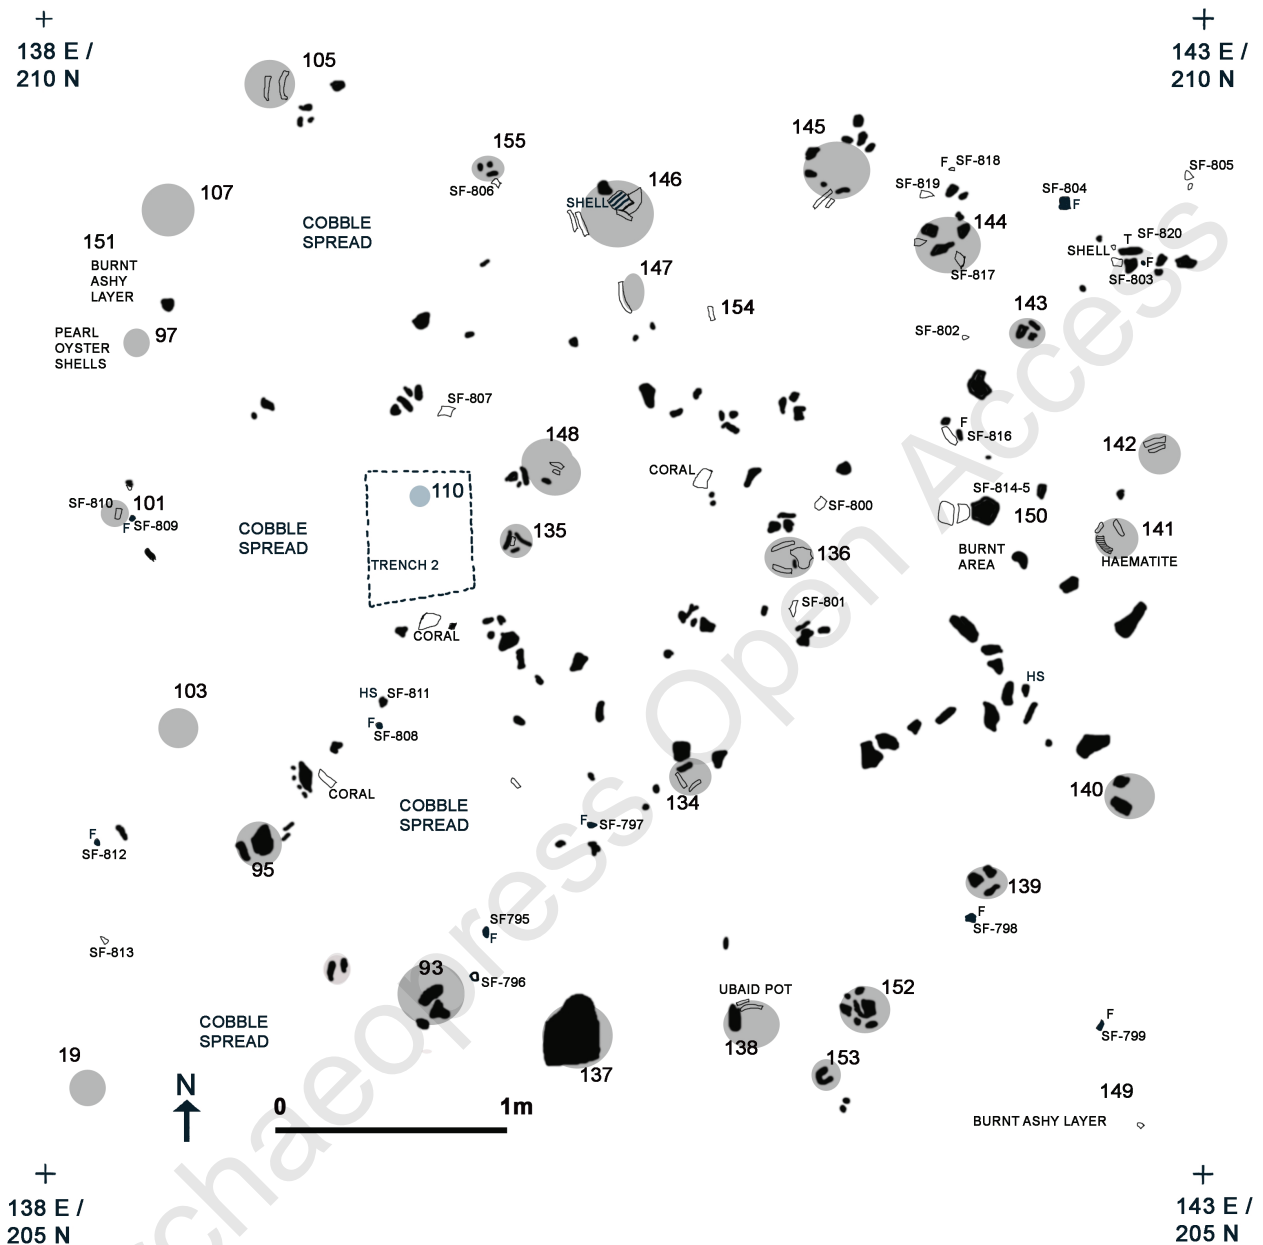 138 E /
210 N
143 E /
210 N
105
155
SF-806
107
COBBLE
SPREAD
151
BURNT
ASHY
LAYER
PEARL
OYSTER
SHELLS
97
146
SHELL
147
154
145
F SF-818
SF-819
144
SF-817
SF-804
F
SF-805
T SF-820
SHELL
F
SF-803
143
SF-802
SF-807
148
CORAL
SF-800
F
SF-816
142
SF-814-5
150
BURNT
AREA
141
HAEMATITE
SF-810
101
F SF-809
COBBLE
SPREAD
110
TRENCH 2
135
136
SF-801
CORAL
103
HS SF-811
F
SF-808
HS
CORAL
COBBLE
SPREAD
134
140
F SF-797
F
SF-812
95
139
F
SF-798
SF795
F
SF-813
93
SF-796
UBAID POT
138
152
153
137
F
SF-799
COBBLE
SPREAD
19
N
0 1m
149
BURNT ASHY LAYER
138 E /
205 N
143 E /
205 N
chaeopress Open Access